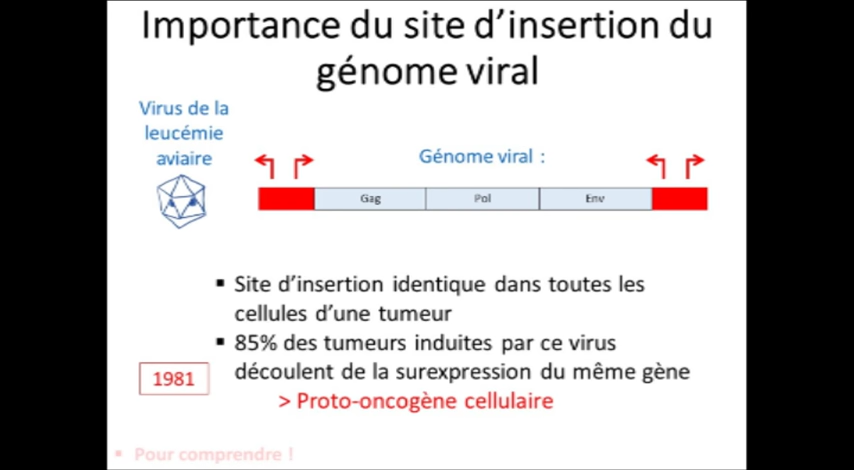 Importance du site d’insertion du
génome viral
Virus de la
leucémie
aviaire
Génome viral :
Gag
Pol
Env
▪ Site d’insertion identique dans toutes les
cellules d’une tumeur
▪ 85% des tumeurs induites par ce virus
découlent de la surexpression du même gène
1981
> Proto-oncogène cellulaire
▪ Pour comprendre !